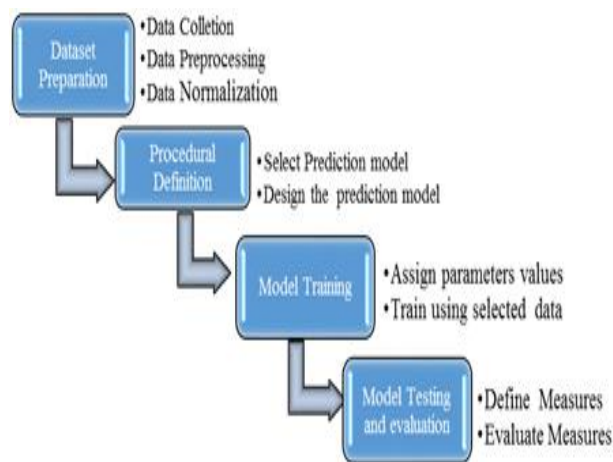 Dataset
Preparation
•Data Colletion
•Data Preprocessing
•Data Normalization
Procedural
Definition
•Select Prediction model
•Design the prediction model
Model Training
•Assign parameters values
•Train using selected data
Model Testing
and evaluation
•Define Measures
•Evaluate Measures